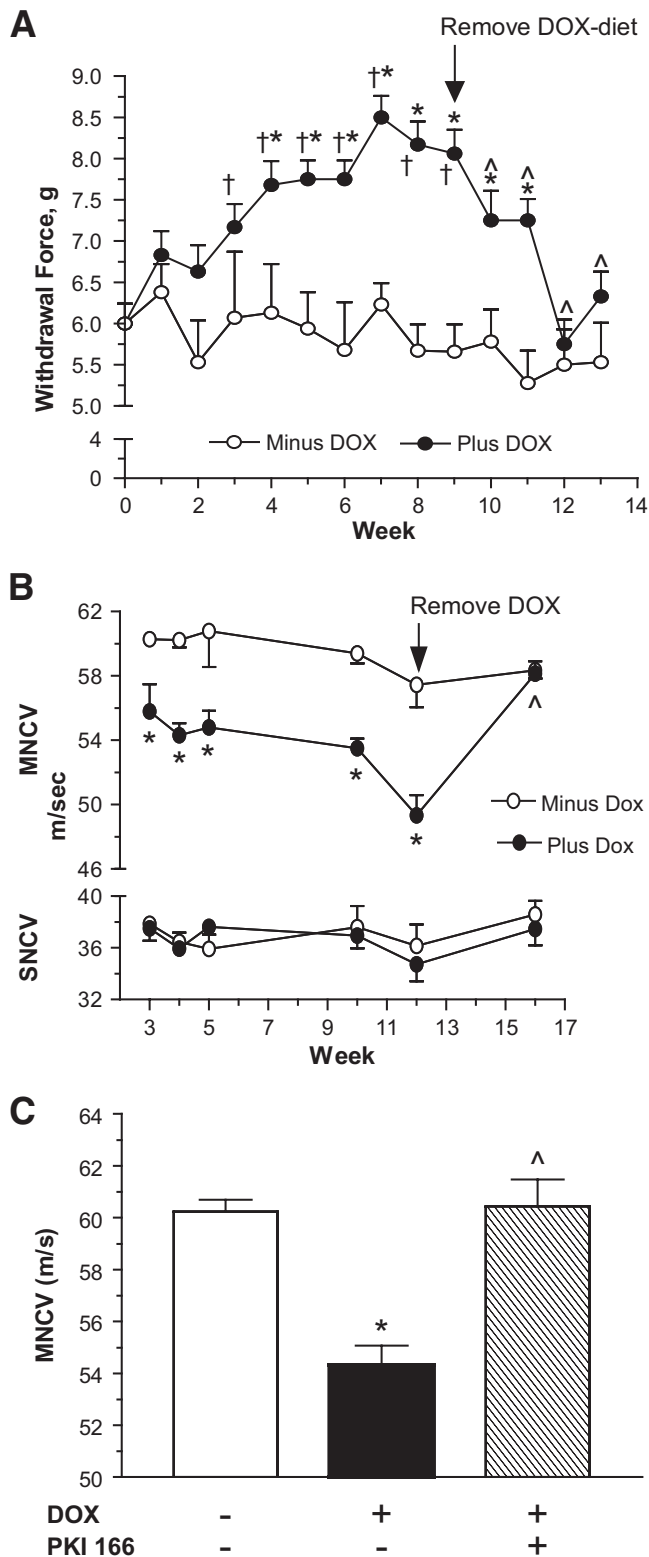 A
Remove DOX-diet
Withdrawal Force, g
9.0
8.5
8.0
7.5
7.0
6.5
6.0
5.5
5.0
4
0
† †* †* †* †* * † * † ^ * ^ * ^ ^
Minus DOX
Plus DOX
0 2 4 6 8 10 12 14
Week
B
Remove DOX
MNCV
m/sec
62
58
54
50
46
* * * * * ^
Minus Dox
Plus Dox
SNCV
40
36
32
3 5 7 9 11 13 15 17
Week
C
MNCV (m/s)
64
62
60
58
56
54
52
50
* ^
DOX - + +
PKI 166 - - +